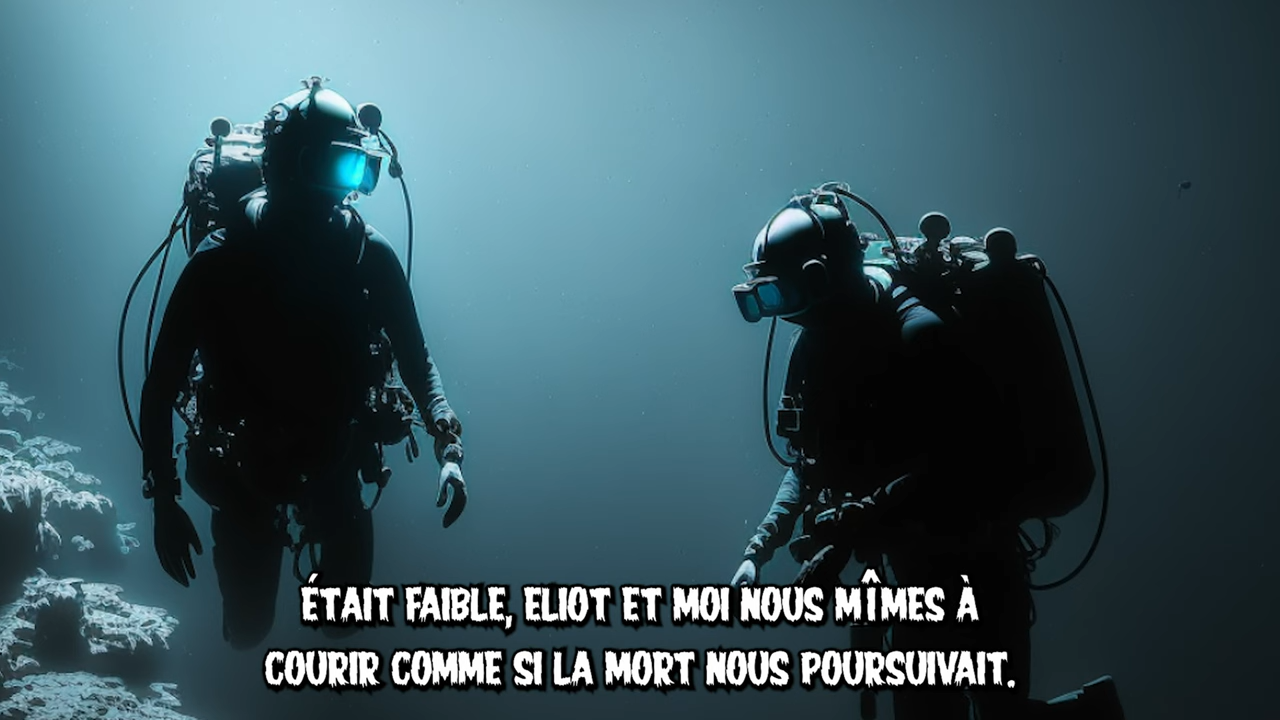 ÉTAIT FAIBLE, ELIOT ET MOI NOUS MÎMES À
COURIR COMME SI LA MORT NOUS POURSUIVAIT.